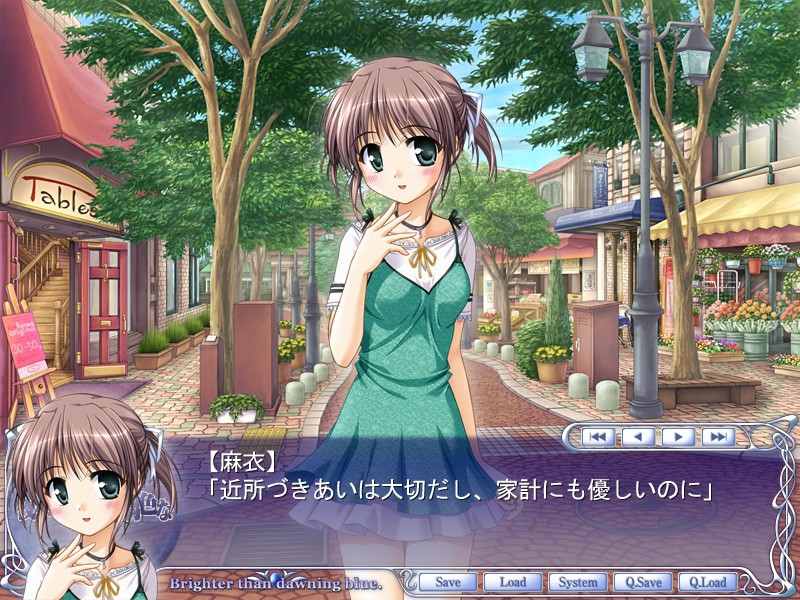 Tables
【麻衣】
「近所づきあいは大切だし、家計にも優しいのに」
Brighter than dawning blue.
Save Load System Q.Save Q.Load